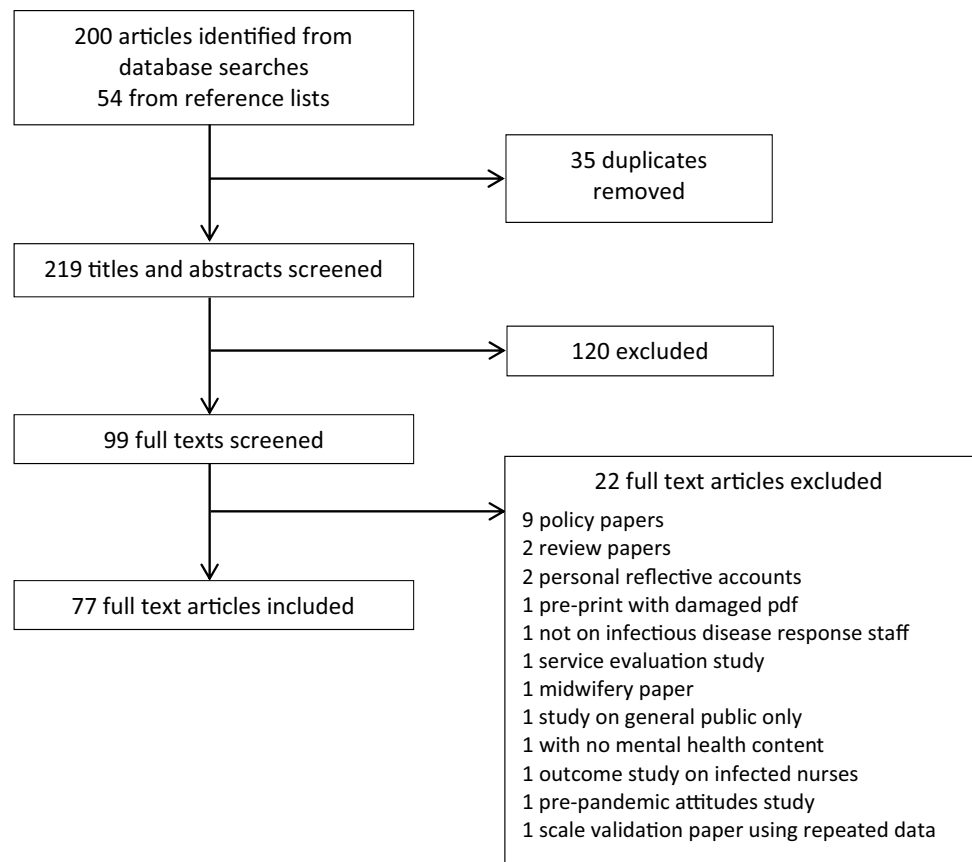 200 articles identified from
database searches
54 from reference lists
35 duplicates
removed
219 titles and abstracts screened
120 excluded
99 full texts screened
22 full text articles excluded
9 policy papers
2 review papers
2 personal reflective accounts
1 pre-print with damaged pdf
1 not on infectious disease response staff
1 service evaluation study
1 midwifery paper
1 study on general public only
1 with no mental health content
1 outcome study on infected nurses
1 pre-pandemic attitudes study
1 scale validation paper using repeated data
77 full text articles included